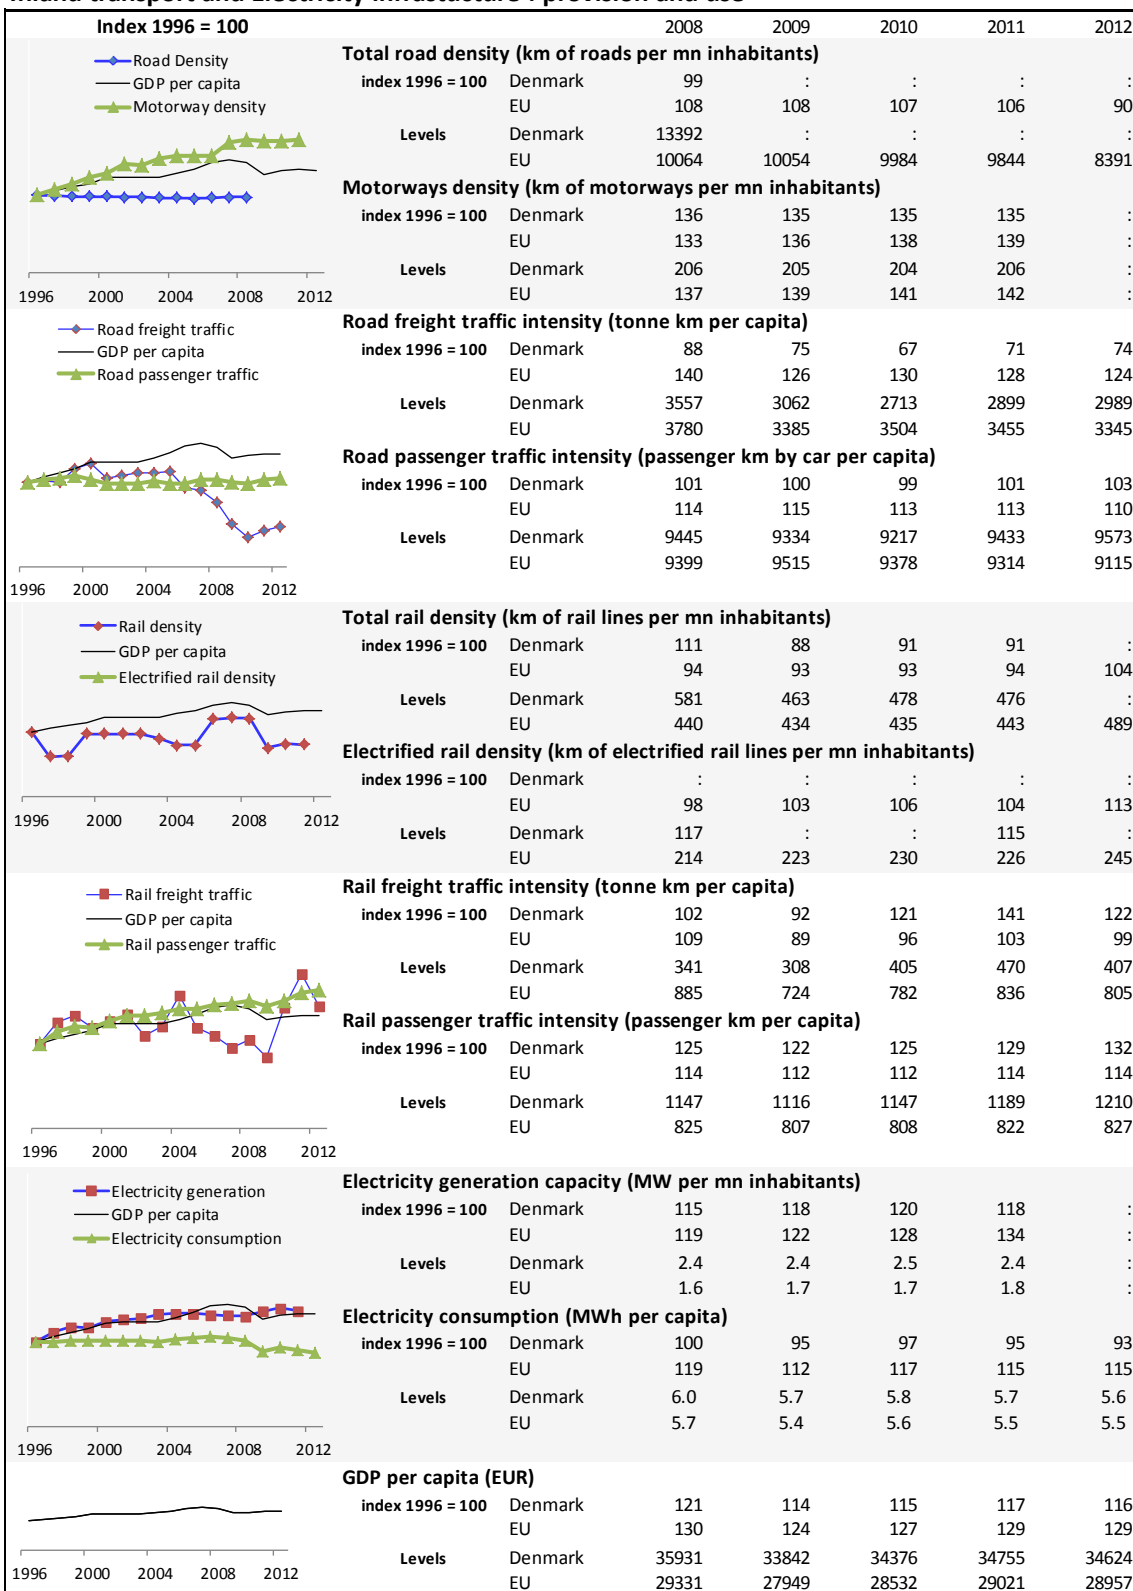 Inland transport and Electricity infrastucture : provision and use
Index 1996 = 100 2008 2009 2010 2011 2012
Road Density
GDP per capita
Motorway density
1996 2000 2004 2008 2012
Total road density (km of roads per mn inhabitants)
index 1996 = 100 Denmark 99 : : : :
EU 108 108 107 106 90
Levels Denmark 13392 : : : :
EU 10064 10054 9984 9844 8391
Motorways density (km of motorways per mn inhabitants)
index 1996 = 100 Denmark 136 135 135 135 :
EU 133 136 138 139 :
Levels Denmark 206 205 204 206 :
EU 137 139 141 142 :
Road freight traffic
GDP per capita
Road passenger traffic
1996 2000 2004 2008 2012
Road freight traffic intensity (tonne km per capita)
index 1996 = 100 Denmark 88 75 67 71 74
EU 140 126 130 128 124
Levels Denmark 3557 3062 2713 2899 2989
EU 3780 3385 3504 3455 3345
Road passenger traffic intensity (passenger km by car per capita)
index 1996 = 100 Denmark 101 100 99 101 103
EU 114 115 113 113 110
Levels Denmark 9445 9334 9217 9433 9573
EU 9399 9515 9378 9314 9115
Rail density
GDP per capita
Electrified rail density
1996 2000 2004 2008 2012
Total rail density (km of rail lines per mn inhabitants)
index 1996 = 100 Denmark 111 88 91 91 :
EU 94 93 93 94 104
Levels Denmark 581 463 478 476 :
EU 440 434 435 443 489
Electrified rail density (km of electrified rail lines per mn inhabitants)
index 1996 = 100 Denmark : : : : :
EU 98 103 106 104 113
Levels Denmark 117 : : 115 :
EU 214 223 230 226 245
Rail freight traffic
GDP per capita
Rail passenger traffic
1996 2000 2004 2008 2012
Rail freight traffic intensity (tonne km per capita)
index 1996 = 100 Denmark 102 92 121 141 122
EU 109 89 96 103 99
Levels Denmark 341 308 405 470 407
EU 885 724 782 836 805
Rail passenger traffic intensity (passenger km per capita)
index 1996 = 100 Denmark 125 122 125 129 132
EU 114 112 112 114 114
Levels Denmark 1147 1116 1147 1189 1210
EU 825 807 808 822 827
Electricity generation
GDP per capita
Electricity consumption
1996 2000 2004 2008 2012
Electricity generation capacity (MW per mn inhabitants)
index 1996 = 100 Denmark 115 118 120 118 :
EU 119 122 128 134 :
Levels Denmark 2.4 2.4 2.5 2.4 :
EU 1.6 1.7 1.7 1.8 :
Electricity consumption (MWh per capita)
index 1996 = 100 Denmark 100 95 97 95 93
EU 119 112 117 115 115
Levels Denmark 6.0 5.7 5.8 5.7 5.6
EU 5.7 5.4 5.6 5.5 5.5
1996 2000 2004 2008 2012
GDP per capita (EUR)
index 1996 = 100 Denmark 121 114 115 117 116
EU 130 124 127 129 129
Levels Denmark 35931 33842 34376 34755 34624
EU 29331 27949 28532 29021 28957